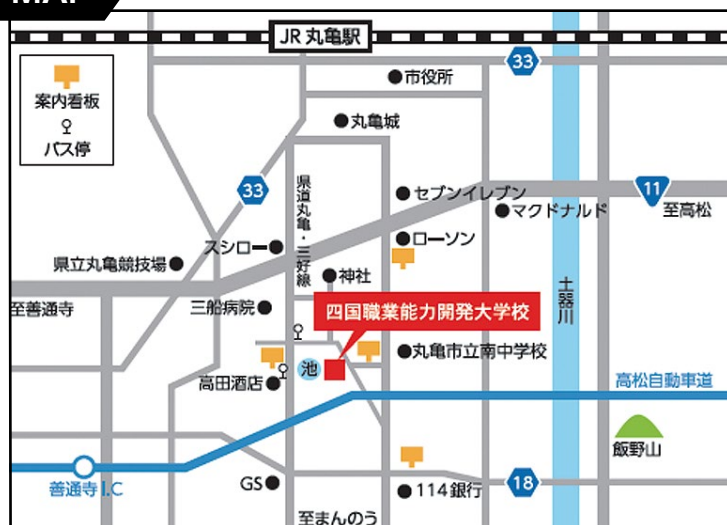 MAP
JR 丸亀駅
33
案内看板
バス停
市役所
丸亀城
33
県道丸亀・三好線
セブンイレブン
11
マクドナルド
至高松
スシロー
ローソン
県立丸亀競技場
神社
土器川
至善通寺
三船病院
四国職業能力開発大学校
池
丸亀市立南中学校
高田酒店
高松自動車道
飯野山
善通寺I.C
GS
114銀行
18
至まんのう